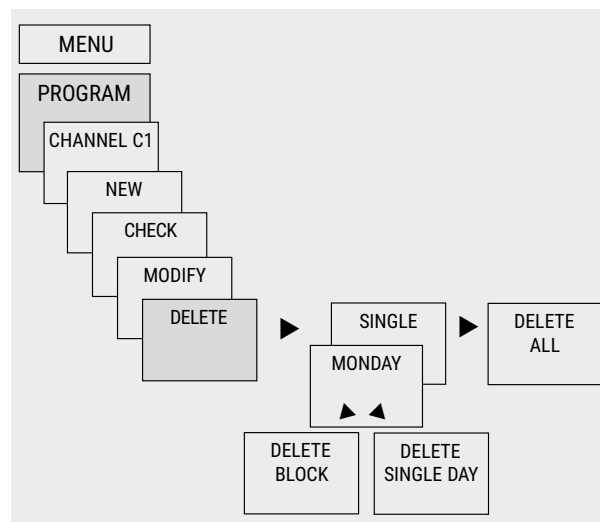 MENU
PROGRAM
CHANNEL C1
NEW
CHECK
MODIFY
DELETE
SINGLE
MONDAY
DELETE
ALL
DELETE
BLOCK
DELETE
SINGLE DAY